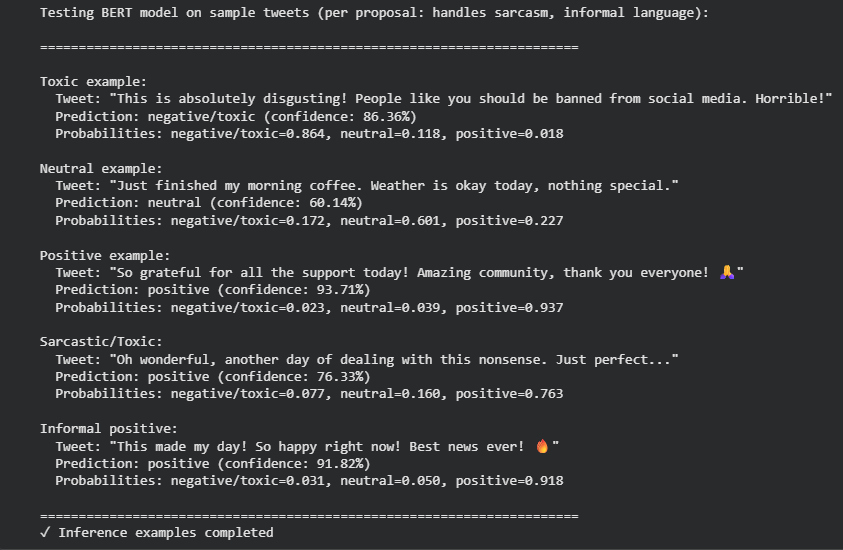 Testing BERT model on sample tweets (per proposal: handles sarcasm, informal language):
======================================================================
Toxic example:
Tweet: "This is absolutely disgusting! People like you should be banned from social media. Horrible!"
Prediction: negative/toxic (confidence: 86.36%)
Probabilities: negative/toxic=0.864, neutral=0.118, positive=0.018
Neutral example:
Tweet: "Just finished my morning coffee. Weather is okay today, nothing special."
Prediction: neutral (confidence: 60.14%)
Probabilities: negative/toxic=0.172, neutral=0.601, positive=0.227
Positive example:
Tweet: "So grateful for all the support today! Amazing community, thank you everyone! 🙏"
Prediction: positive (confidence: 93.71%)
Probabilities: negative/toxic=0.023, neutral=0.039, positive=0.937
Sarcastic/Toxic:
Tweet: "Oh wonderful, another day of dealing with this nonsense. Just perfect..."
Prediction: positive (confidence: 76.33%)
Probabilities: negative/toxic=0.077, neutral=0.160, positive=0.763
Informal positive:
Tweet: "This made my day! So happy right now! Best news ever! 🔥"
Prediction: positive (confidence: 91.82%)
Probabilities: negative/toxic=0.031, neutral=0.050, positive=0.918
======================================================================
✓ Inference examples completed